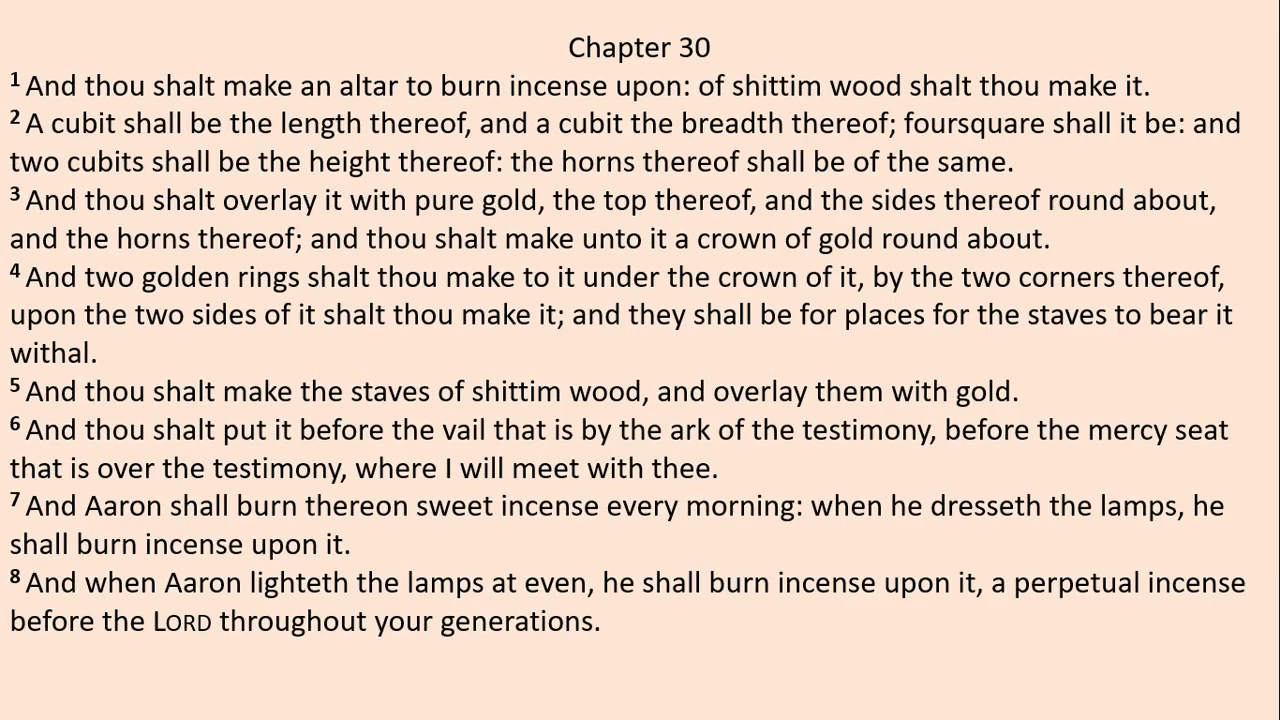 Chapter 30
1 And thou shalt make an altar to burn incense upon: of shittim wood shalt thou make it.
2 A cubit shall be the length thereof, and a cubit the breadth thereof; foursquare shall it be: and
two cubits shall be the height thereof: the horns thereof shall be of the same.
3 And thou shalt overlay it with pure gold, the top thereof, and the sides thereof round about,
and the horns thereof; and thou shalt make unto it a crown of gold round about.
4 And two golden rings shalt thou make to it under the crown of it, by the two corners thereof,
upon the two sides of it shalt thou make it; and they shall be for places for the staves to bear it
withal.
5 And thou shalt make the staves of shittim wood, and overlay them with gold.
6 And thou shalt put it before the vail that is by the ark of the testimony, before the mercy seat
that is over the testimony, where I will meet with thee.
7 And Aaron shall burn thereon sweet incense every morning: when he dresseth the lamps, he
shall burn incense upon it.
8 And when Aaron lighteth the lamps at even, he shall burn incense upon it, a perpetual incense
before the LORD throughout your generations.